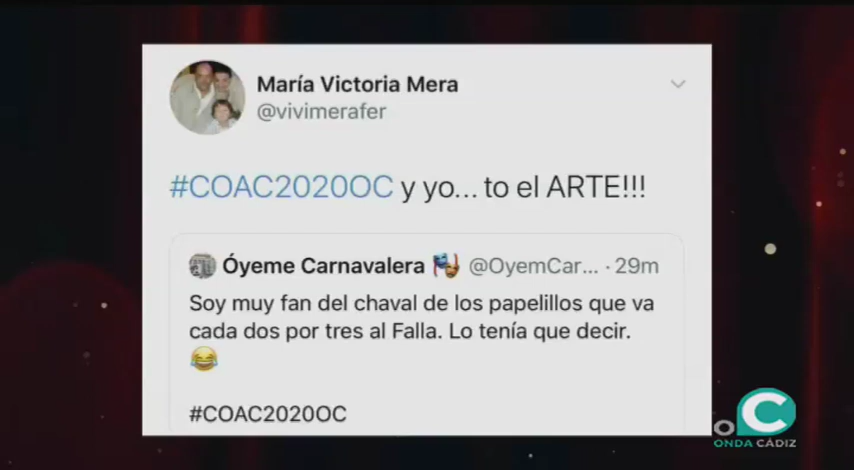 María Victoria Mera
@vivimerafer
#COAC2020OC y yo... to el ARTE!!!
Óyeme Carnavalera @OyemCar... · 29m
Soy muy fan del chaval de los papelillos que va
cada dos por tres al Falla. Lo tenía que decir.
#COAC2020OC
OC
ONDA CÁDIZ